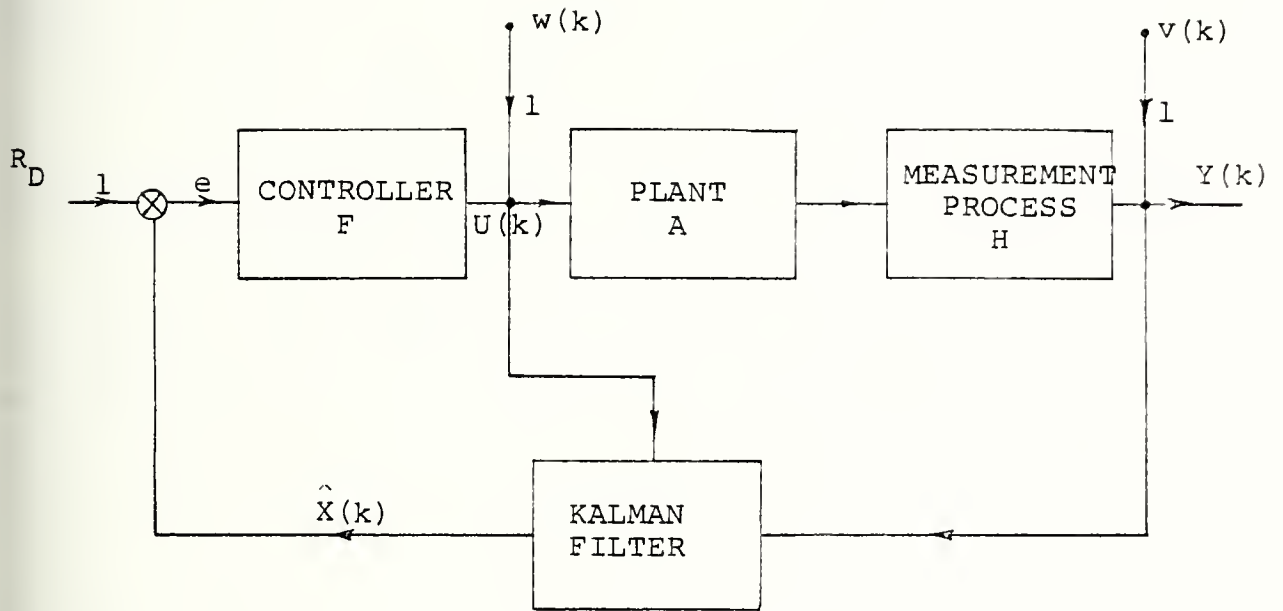 w(k)
v(k)
1
1
R_D
1
e
CONTROLLER
F
U(k)
PLANT
A
MEASUREMENT
PROCESS
H
Y(k)
X̂(k)
KALMAN
FILTER